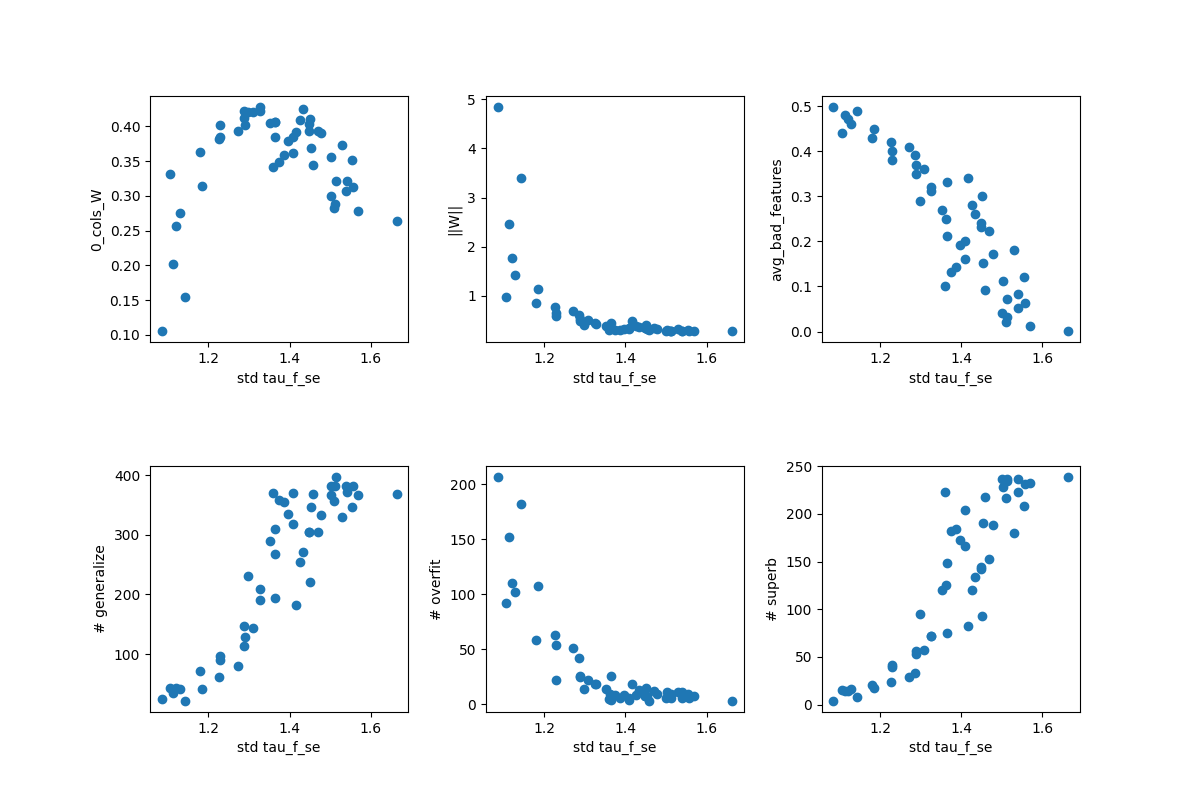 0.40
0.35
0.30
0.25
0.20
0.15
0.10
0_cols_W
1.2 1.4 1.6
std tau_f_se
5
4
3
2
1
||W||
1.2 1.4 1.6
std tau_f_se
0.5
0.4
0.3
0.2
0.1
0.0
avg_bad_features
1.2 1.4 1.6
std tau_f_se
400
300
200
100
# generalize
1.2 1.4 1.6
std tau_f_se
200
150
100
50
0
# overfit
1.2 1.4 1.6
std tau_f_se
250
200
150
100
50
0
# superb
1.2 1.4 1.6
std tau_f_se